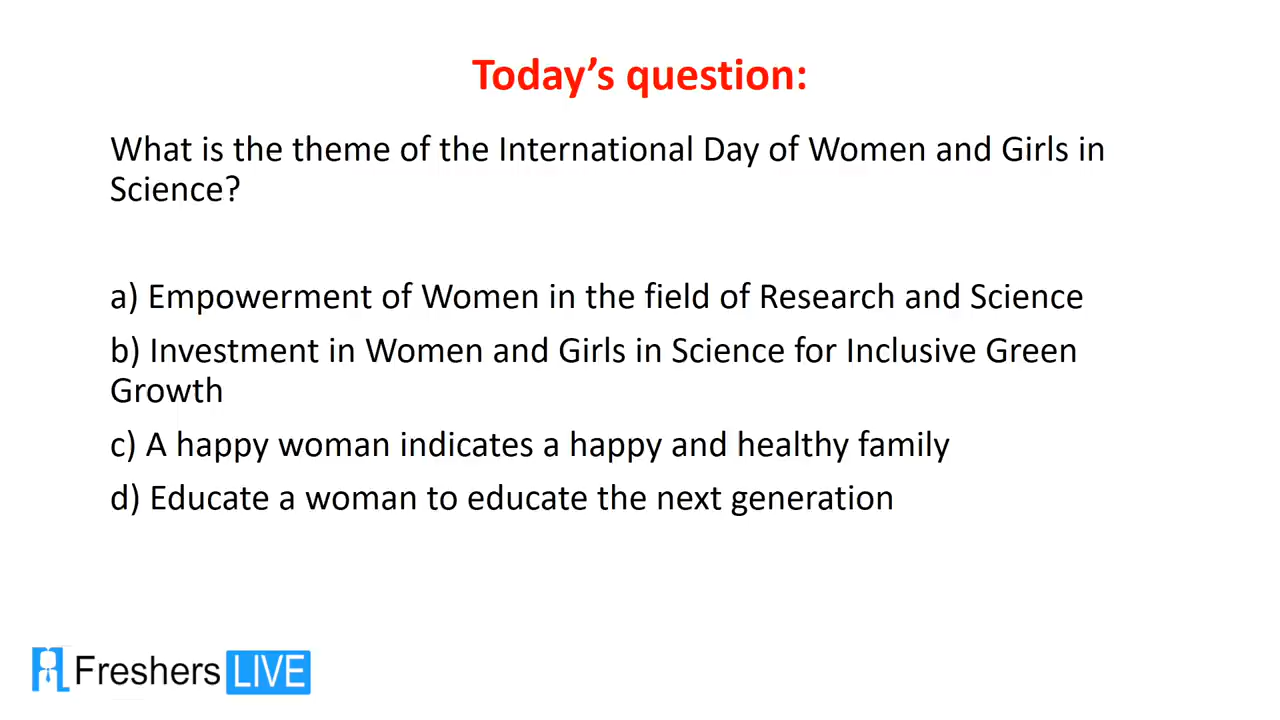 Today’s question:
What is the theme of the International Day of Women and Girls in
Science?
a) Empowerment of Women in the field of Research and Science
b) Investment in Women and Girls in Science for Inclusive Green
Growth
c) A happy woman indicates a happy and healthy family
d) Educate a woman to educate the next generation
Freshers LIVE